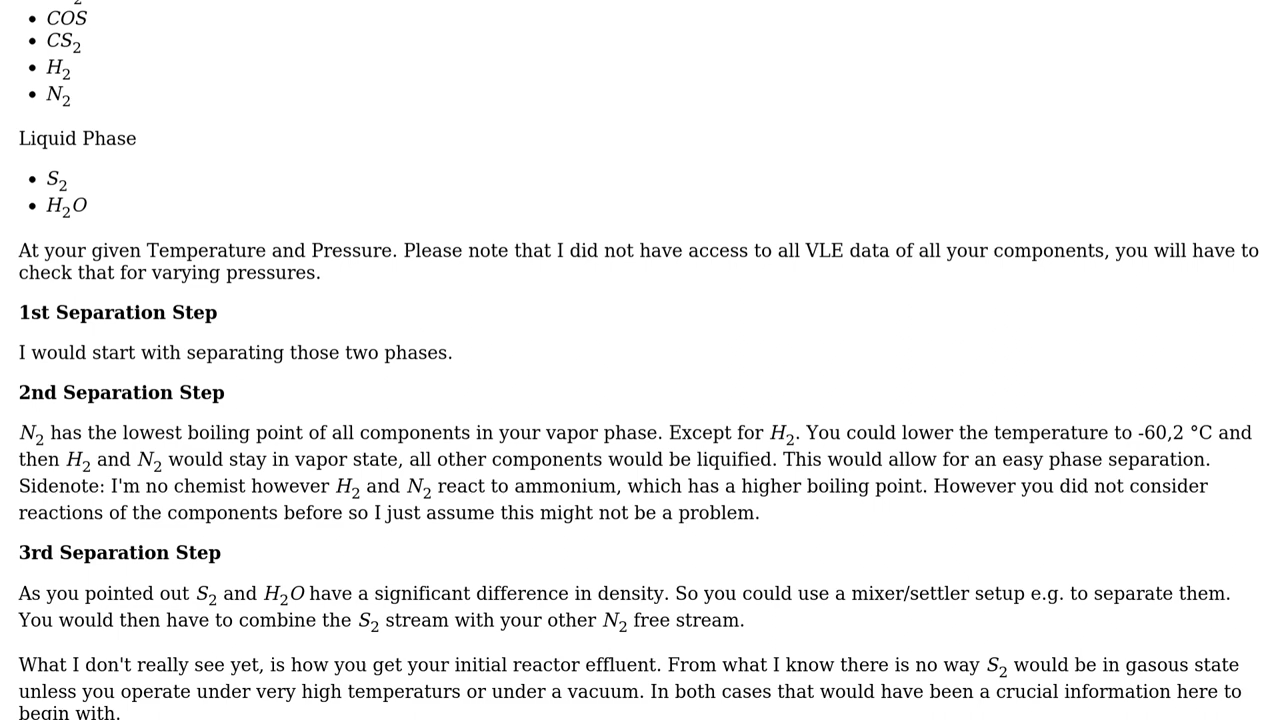 • COS
• CS₂
• H₂
• N₂
Liquid Phase
• S₂
• H₂O
At your given Temperature and Pressure. Please note that I did not have access to all VLE data of all your components, you will have to
check that for varying pressures.
1st Separation Step
I would start with separating those two phases.
2nd Separation Step
N₂ has the lowest boiling point of all components in your vapor phase. Except for H₂. You could lower the temperature to -60,2 °C and
then H₂ and N₂ would stay in vapor state, all other components would be liquified. This would allow for an easy phase separation.
Sidenote: I'm no chemist however H₂ and N₂ react to ammonium, which has a higher boiling point. However you did not consider
reactions of the components before so I just assume this might not be a problem.
3rd Separation Step
As you pointed out S₂ and H₂O have a significant difference in density. So you could use a mixer/settler setup e.g. to separate them.
You would then have to combine the S₂ stream with your other N₂ free stream.
What I don't really see yet, is how you get your initial reactor effluent. From what I know there is no way S₂ would be in gasous state
unless you operate under very high temperaturs or under a vacuum. In both cases that would have been a crucial information here to
begin with.